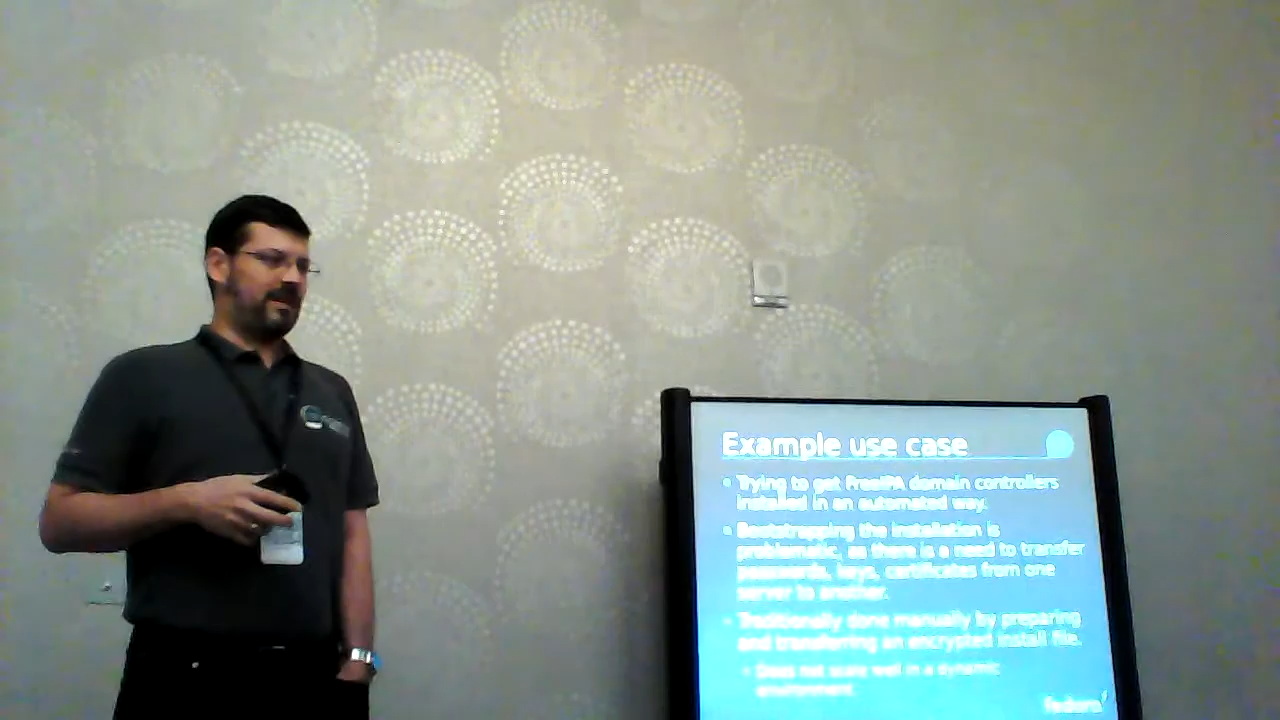 Example use case
Trying to get FreeIPA domain controllers
installed in an automated way.
Bootstrapping the installation is
problematic, as there is a need to transfer
passwords, keys, certificates from one
server to another.
Traditionally done manually by preparing
and transferring an encrypted install file.
Does not scale well in a dynamic
environment
fedora